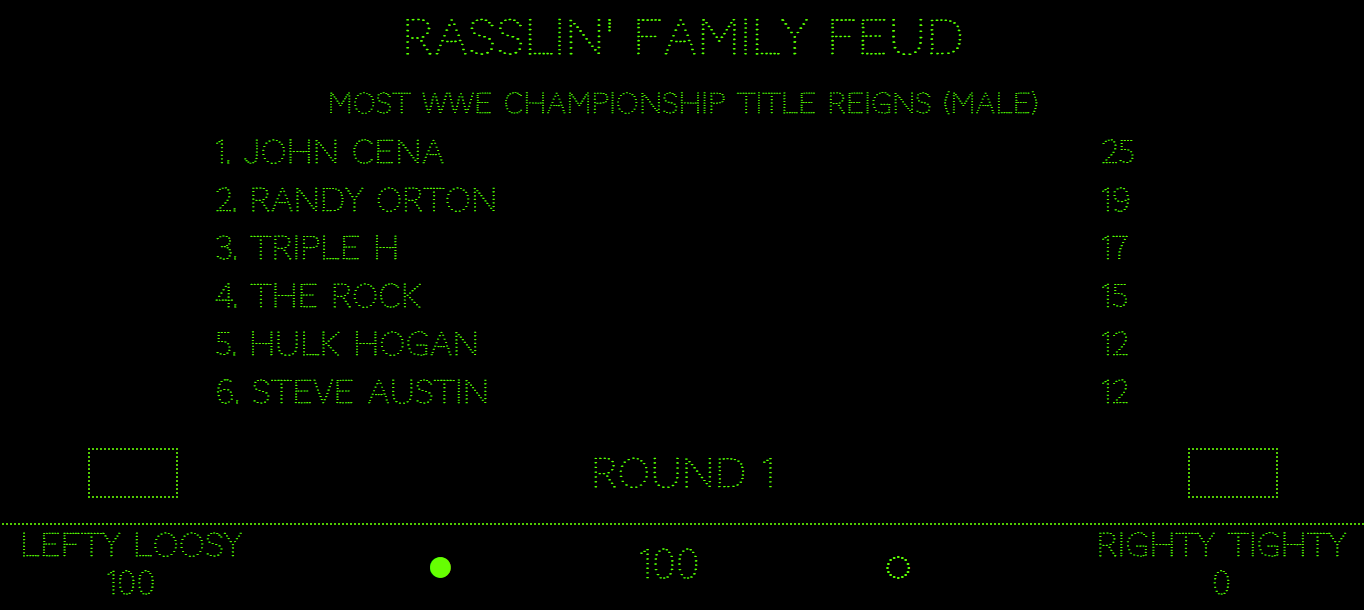 RASSLIN' FAMILY FEUD
MOST WWE CHAMPIONSHIP TITLE REIGNS (MALE)
1. JOHN CENA 25
2. RANDY ORTON 19
3. TRIPLE H 17
4. THE ROCK 15
5. HULK HOGAN 12
6. STEVE AUSTIN 12
ROUND 1
LEFTY LOOSY 100 RIGHTY TIGHTY
100 0